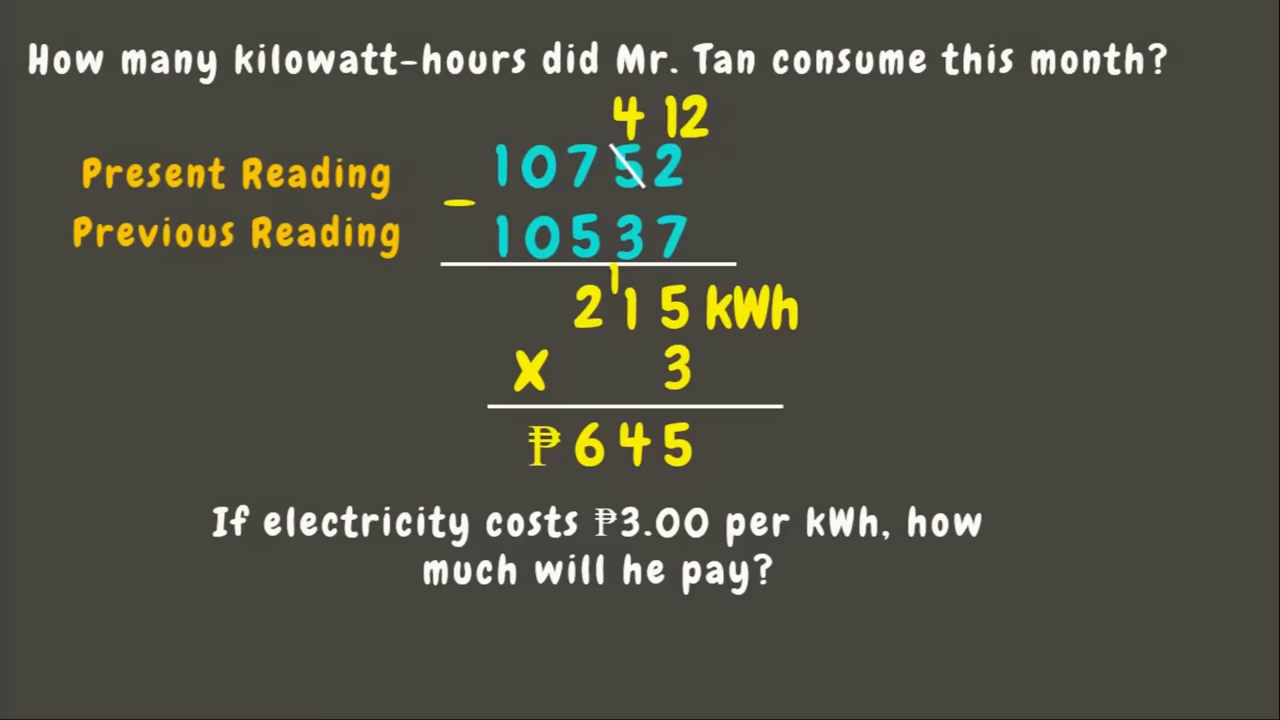 How many kilowatt-hours did Mr. Tan consume this month?
4 12
Present Reading 10752
−
Previous Reading 10537
1
215 kWh
x 3
₱645
If electricity costs ₱3.00 per kWh, how
much will he pay?